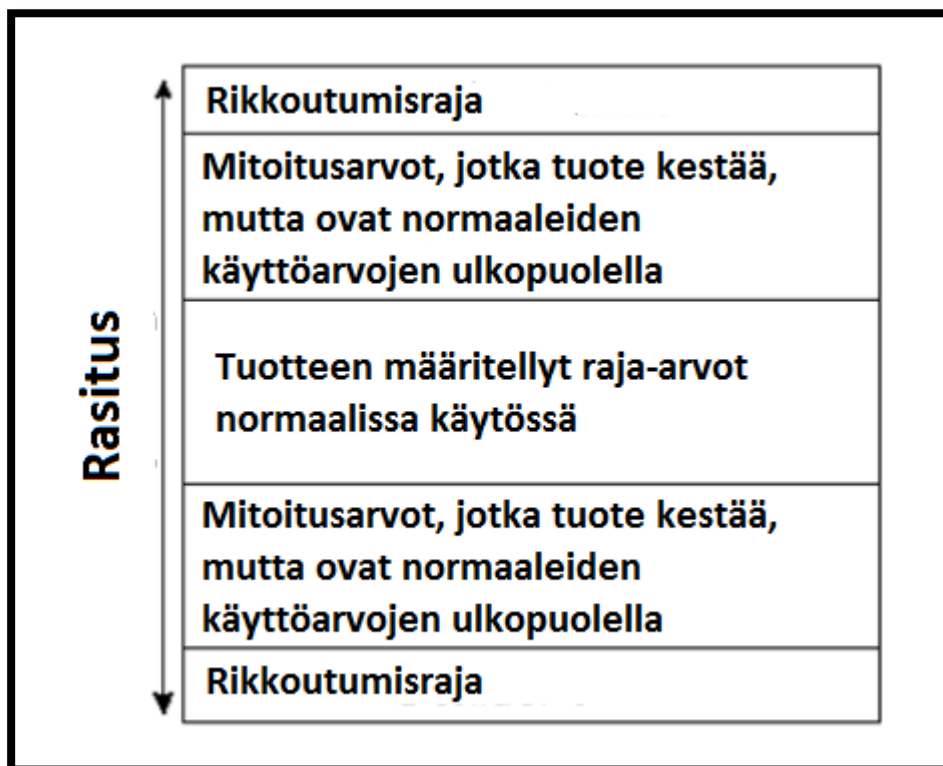 Rikkoutumisraja
Mitoitusarvot, jotka tuote kestää,
mutta ovat normaaleiden
käyttöarvojen ulkopuolella
Rasitus
Tuotteen määritellyt raja-arvot
normaalissa käytössä
Mitoitusarvot, jotka tuote kestää,
mutta ovat normaaleiden
käyttöarvojen ulkopuolella
Rikkoutumisraja